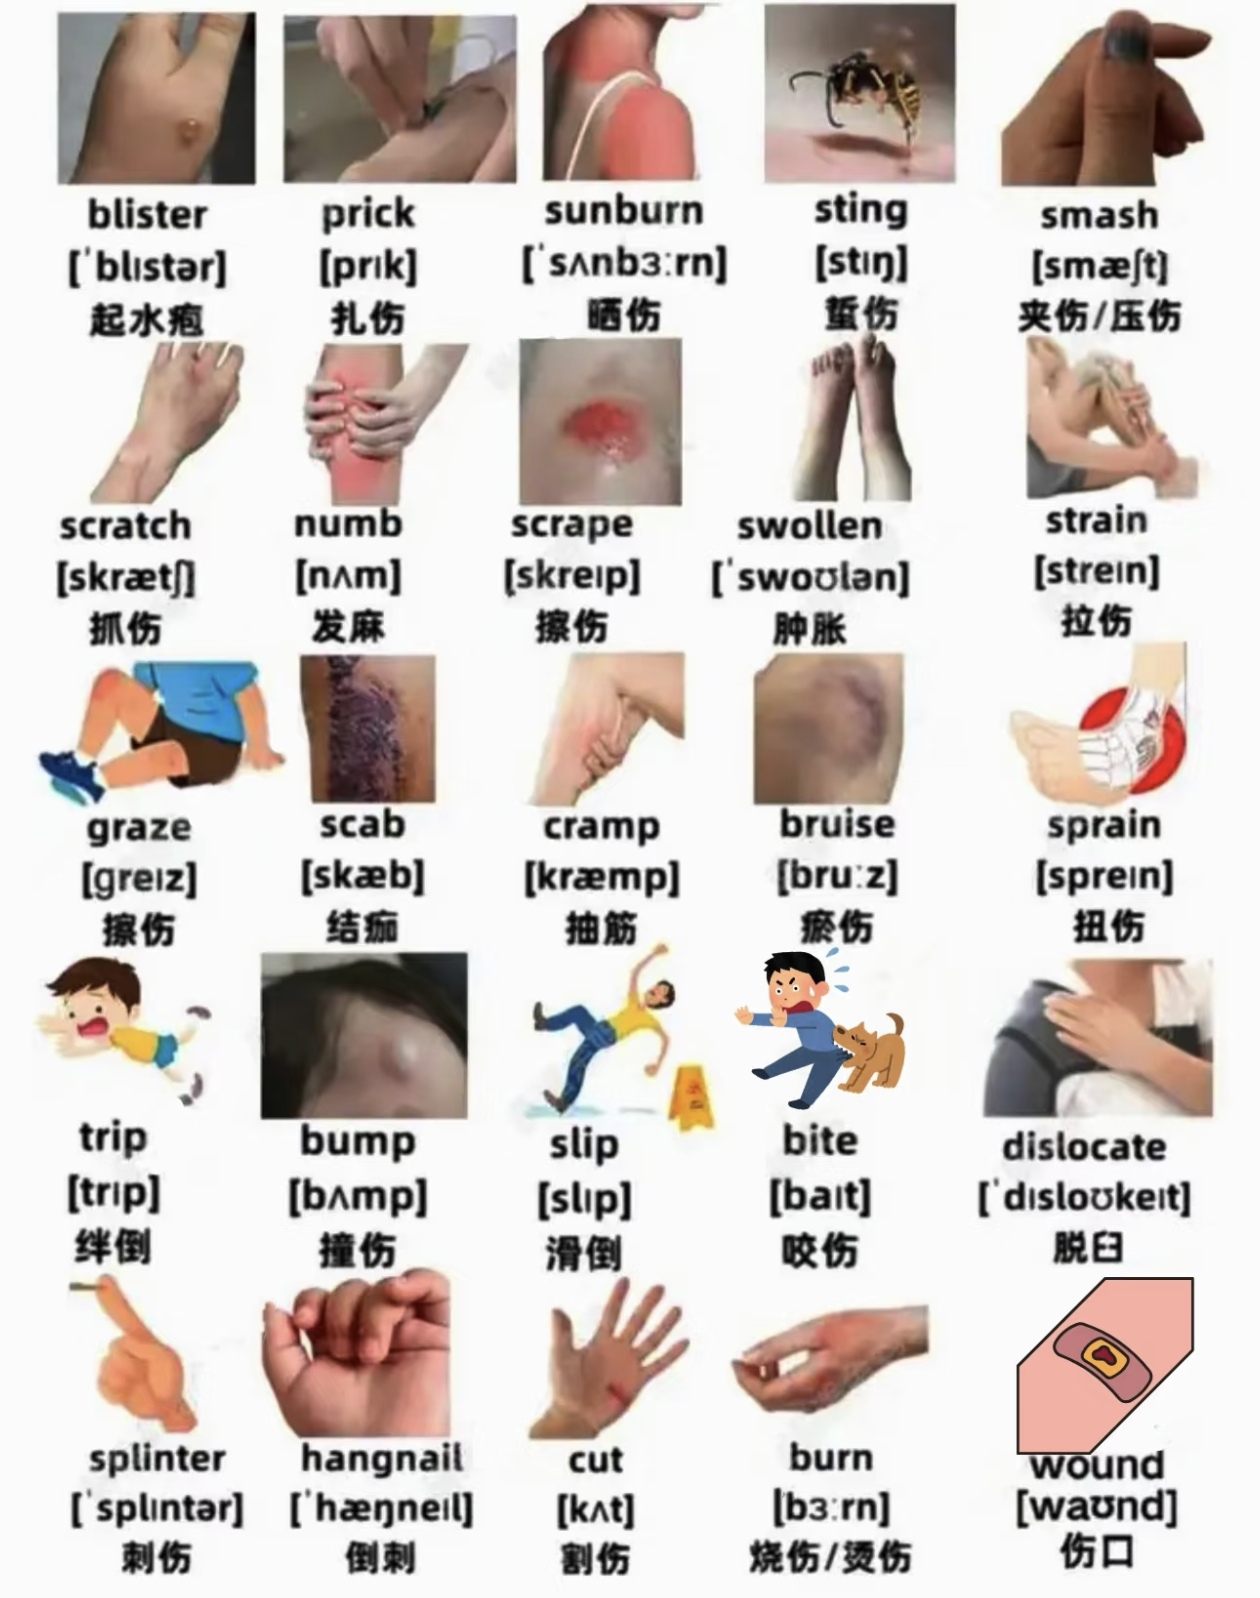 blister
[ˈblɪstər]
起水疱
prick
[prɪk]
扎伤
sunburn
[ˈsʌnbɜːrn]
晒伤
sting
[stɪŋ]
蜇伤
smash
[smæʃt]
夹伤/压伤
scratch
[skrætʃ]
抓伤
numb
[nʌm]
发麻
scrape
[skreɪp]
擦伤
swollen
[ˈswoʊlən]
肿胀
strain
[streɪn]
拉伤
graze
[greɪz]
擦伤
scab
[skæb]
结痂
cramp
[kræmp]
抽筋
bruise
[bruːz]
瘀伤
sprain
[spreɪn]
扭伤
trip
[trɪp]
绊倒
bump
[bʌmp]
撞伤
slip
[slɪp]
滑倒
bite
[baɪt]
咬伤
dislocate
[ˈdɪsloʊkeɪt]
脱臼
splinter
[ˈsplɪntər]
刺伤
hangnail
[ˈhæŋneɪl]
倒刺
cut
[kʌt]
割伤
burn
[bɜːrn]
烧伤/烫伤
wound
[waʊnd]
伤口